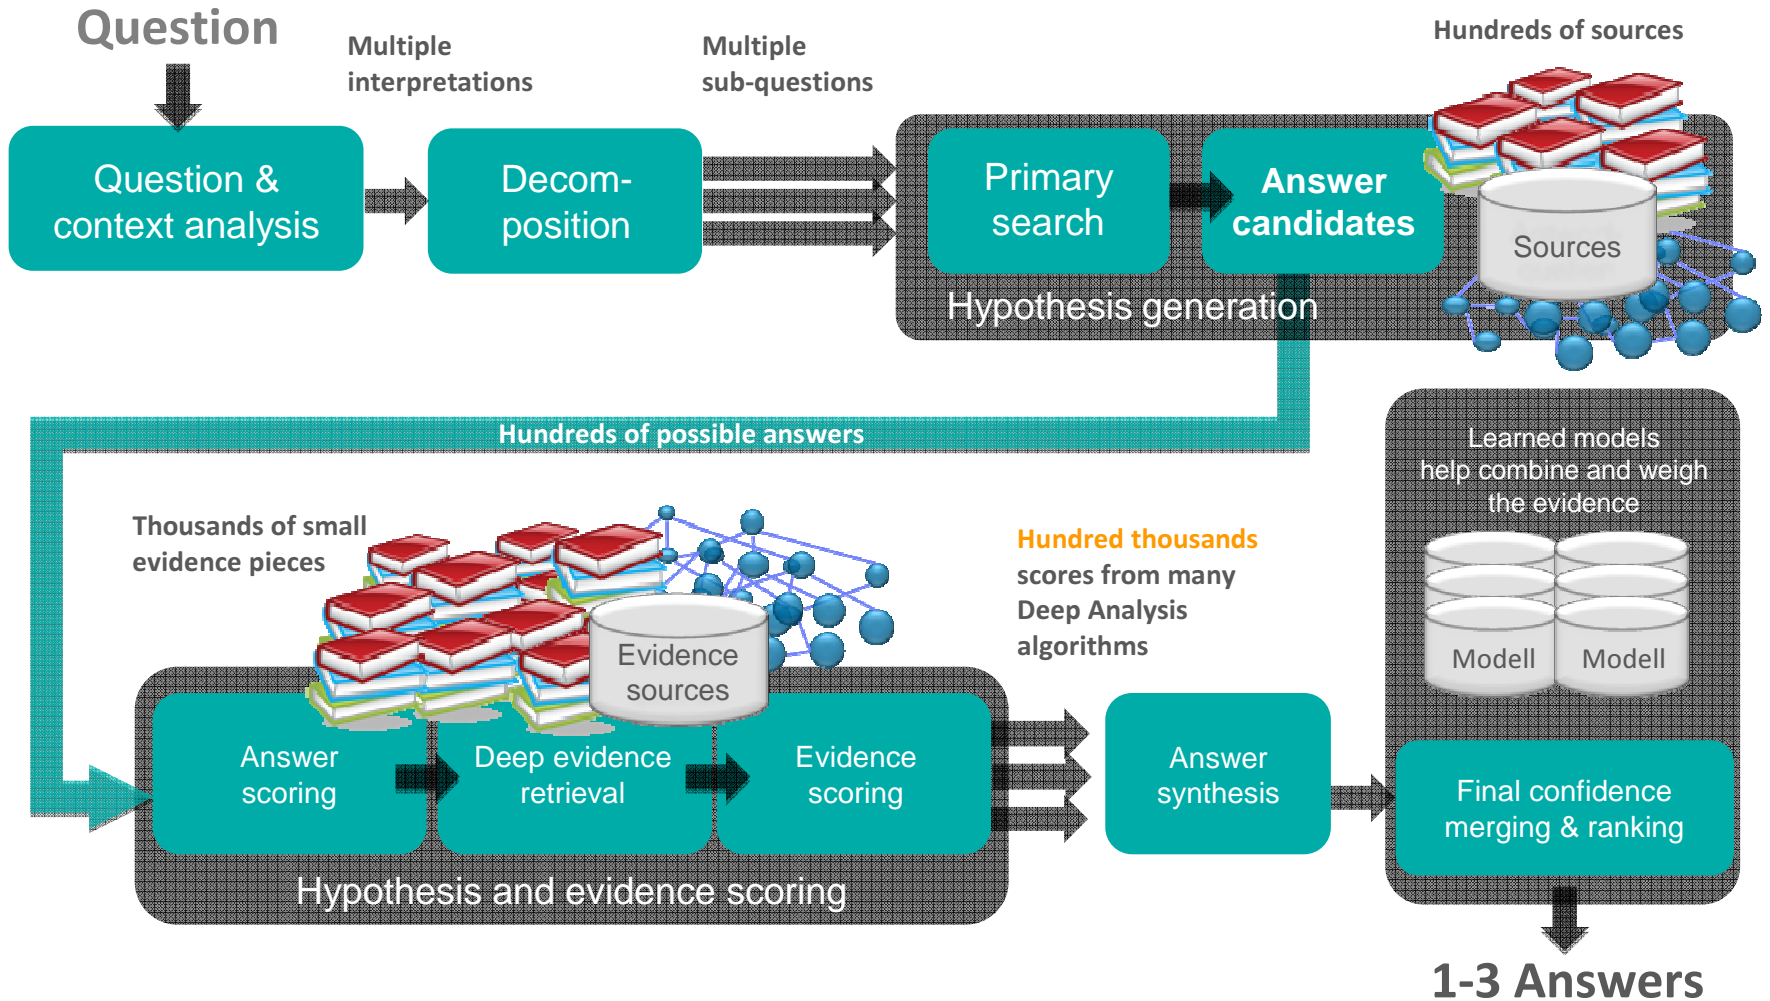 Question
Multiple
interpretations
Multiple
sub-questions
Hundreds of sources
Question &
context analysis
Decom-
position
Primary
search
Answer
candidates
Sources
Hypothesis generation
Hundreds of possible answers
Learned models
help combine and weigh
the evidence
Modell
Modell
Thousands of small
evidence pieces
Evidence
sources
Hundred thousands
scores from many
Deep Analysis
algorithms
Answer
scoring
Deep evidence
retrieval
Evidence
scoring
Hypothesis and evidence scoring
Answer
synthesis
Final confidence
merging & ranking
1-3 Answers